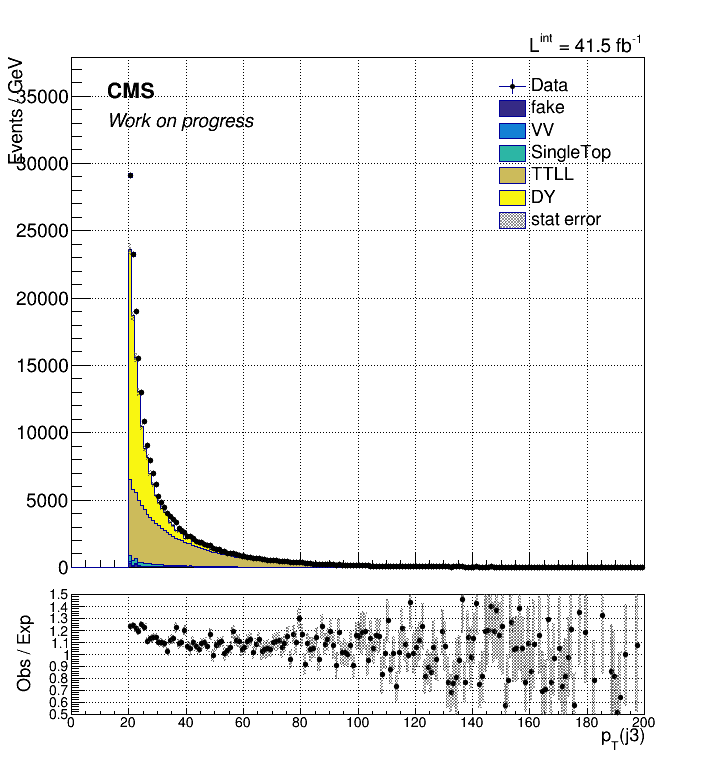 L^int = 41.5 fb^-1
Events / GeV
CMS
Work on progress
Data
fake
VV
SingleTop
TTLL
DY
stat error
35000
30000
25000
20000
15000
10000
5000
0
Obs / Exp
1.5
1.4
1.3
1.2
1.1
1
0.9
0.8
0.7
0.6
0.5
0 20 40 60 80 100 120 140 160 180 200
p_T(j3)